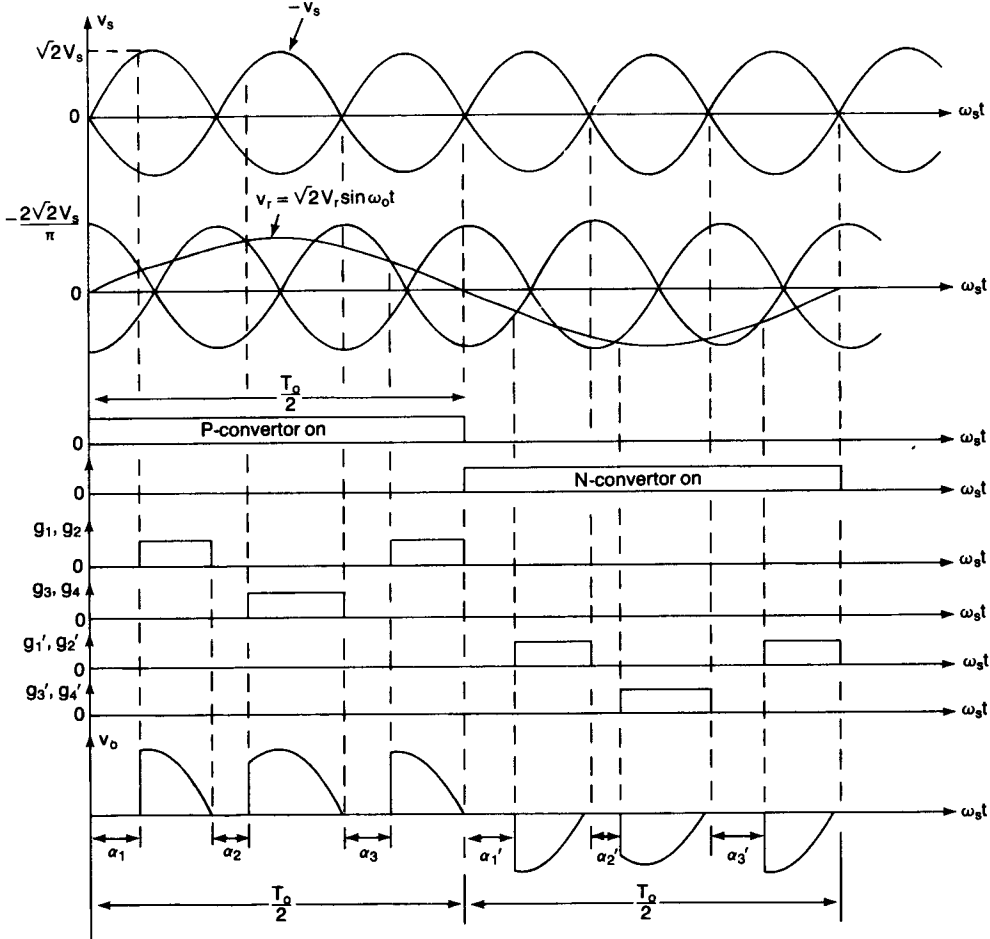 v_s
-v_s
√2V_s
0
ω_st
v_r = √2V_r sin ω_ot
-2√2V_s/π
0
ω_st
T_o/2
P-convertor on
0
ω_st
N-convertor on
0
ω_st
g_1, g_2
0
ω_st
g_3, g_4
0
ω_st
g_1', g_2'
0
ω_st
g_3', g_4'
0
ω_st
v_o
0
ω_st
α_1
α_2
α_3
α_1'
α_2'
α_3'
T_o/2
T_o/2